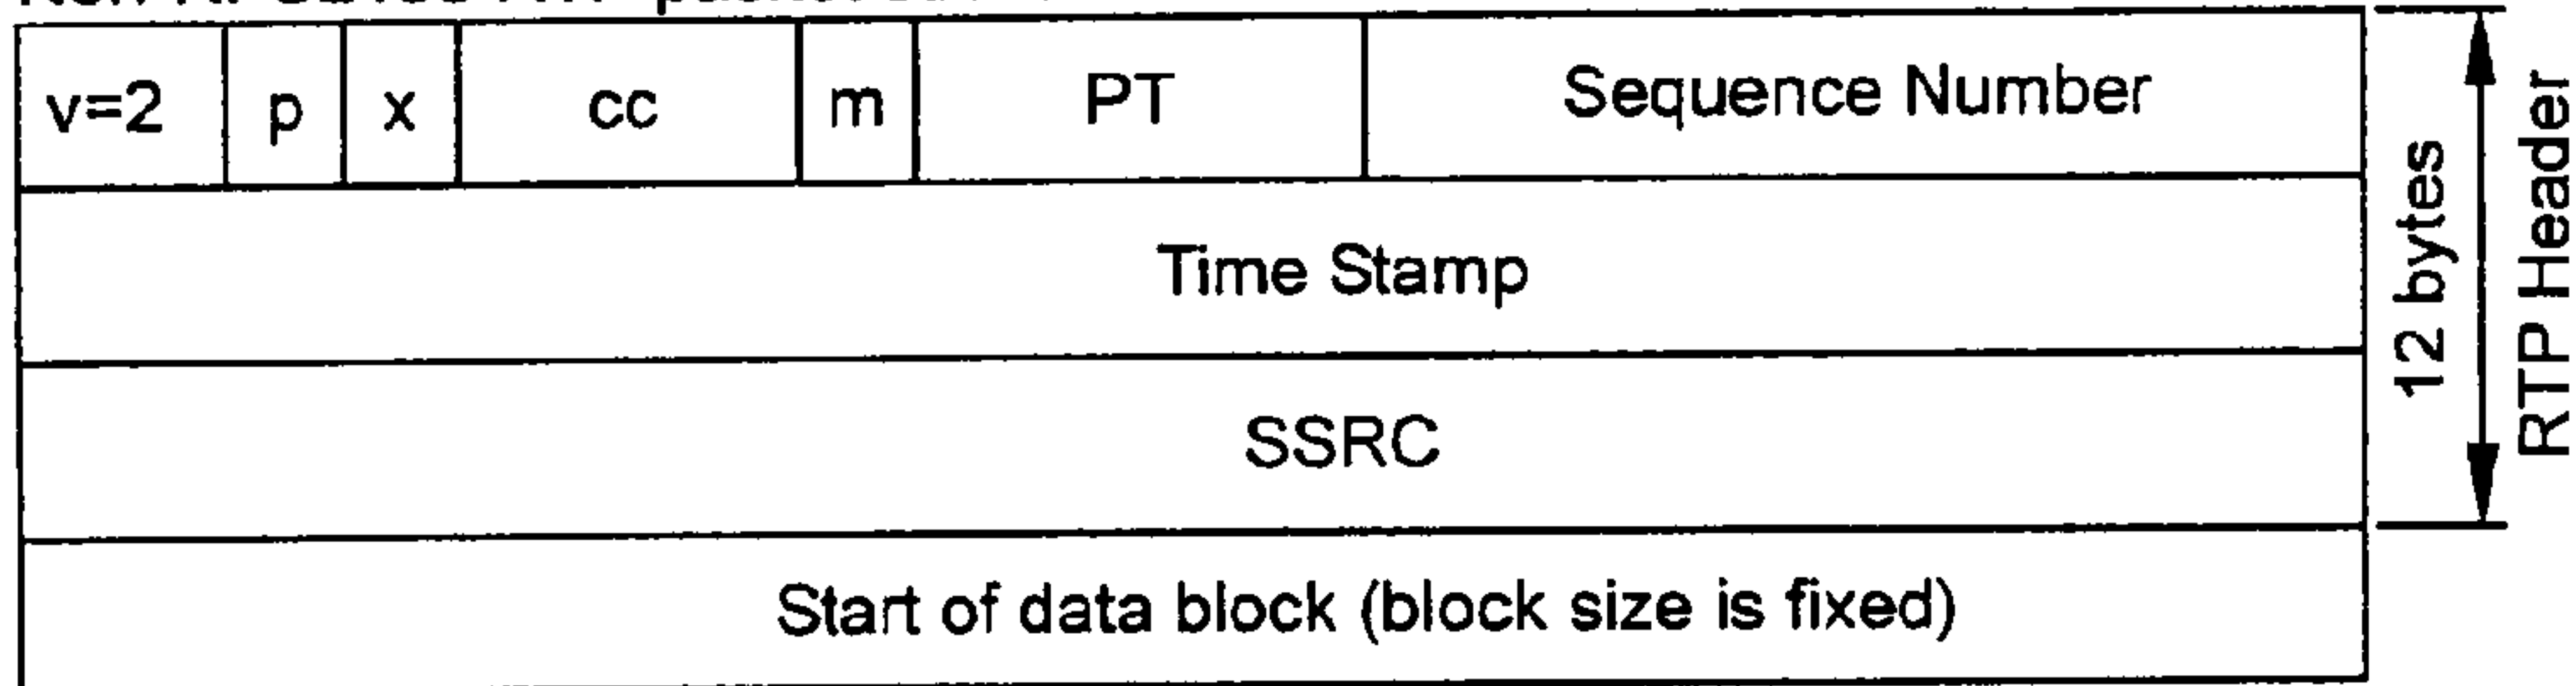 packet
v=2 p x cc m PT Sequence Number
Time Stamp
SSRC
Start of data block (block size is fixed)
12 bytes
RTP Header